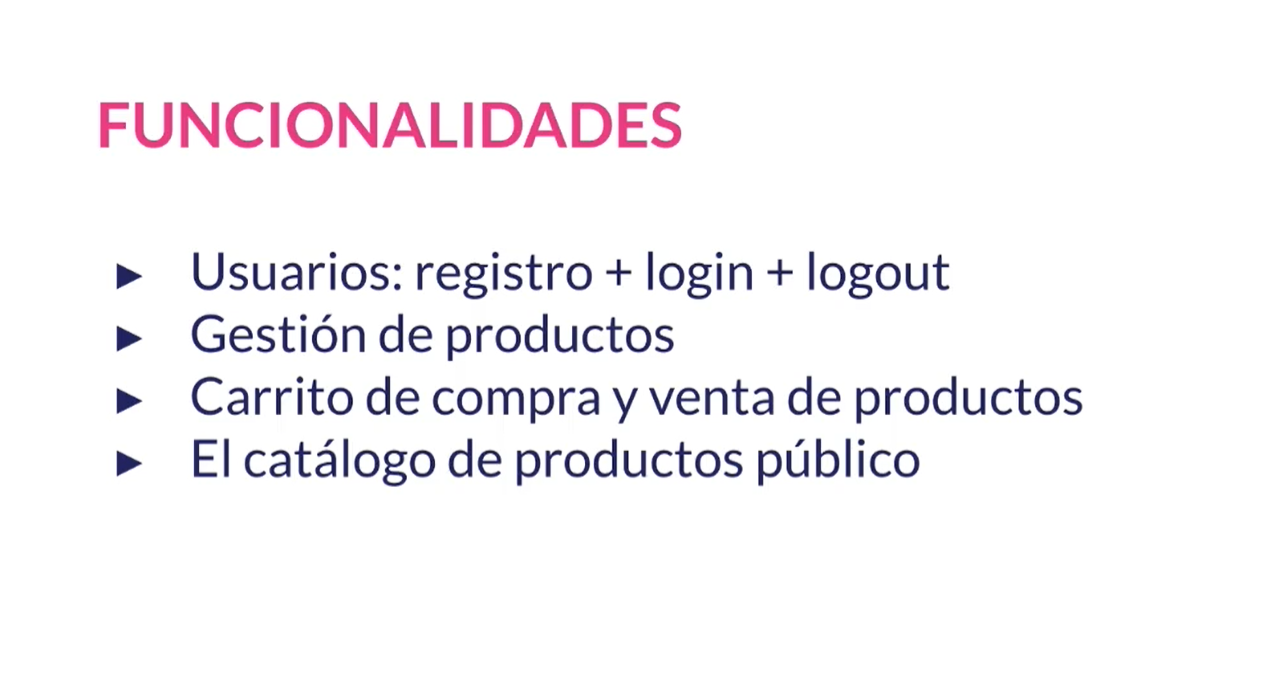 FUNCIONALIDADES
► Usuarios: registro + login + logout
► Gestión de productos
► Carrito de compra y venta de productos
► El catálogo de productos público